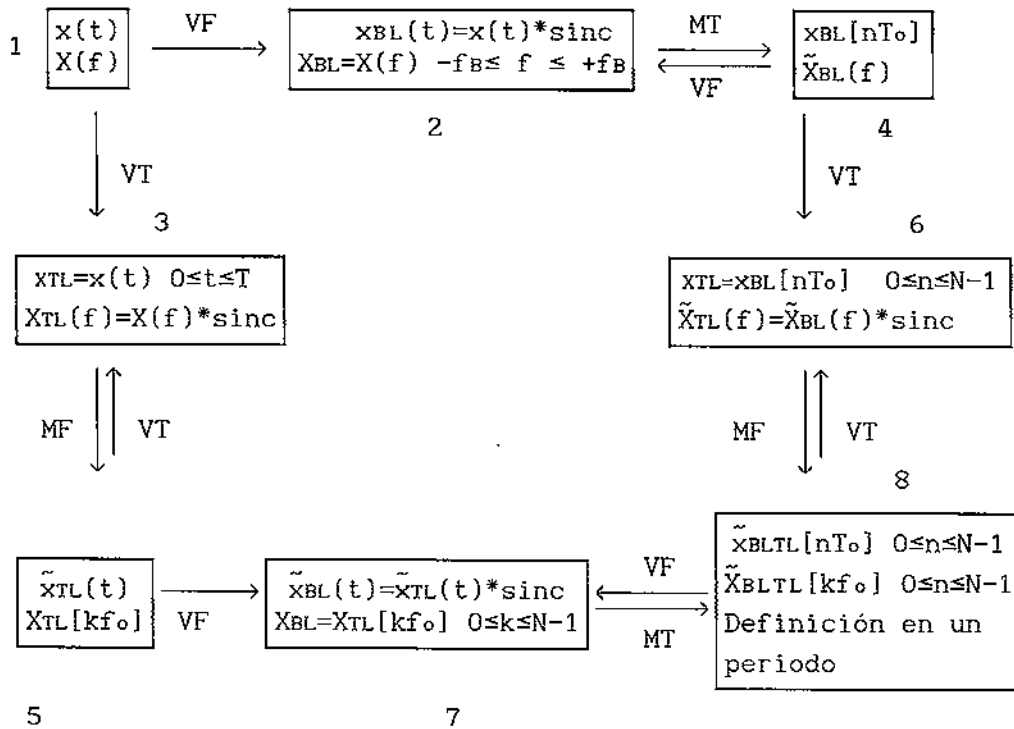 1
x(t)
X(f)
VF
xBL(t)=x(t)*sinc
XBL=X(f) -fB≤ f ≤ +fB
2
MT
VF
xBL[nTo]
X̃BL(f)
4
VT
3
VT
6
xTL=x(t) 0≤t≤T
XTL(f)=X(f)*sinc
xTL=xBL[nTo] 0≤n≤N-1
X̃TL(f)=X̃BL(f)*sinc
MF
VT
MF
VT
8
x̃TL(t)
XTL[kfo]
VF
x̃BL(t)=x̃TL(t)*sinc
XBL=XTL[kfo] 0≤k≤N-1
VF
MT
x̃BLTL[nTo] 0≤n≤N-1
X̃BLTL[kfo] 0≤n≤N-1
Definición en un
periodo
5
7